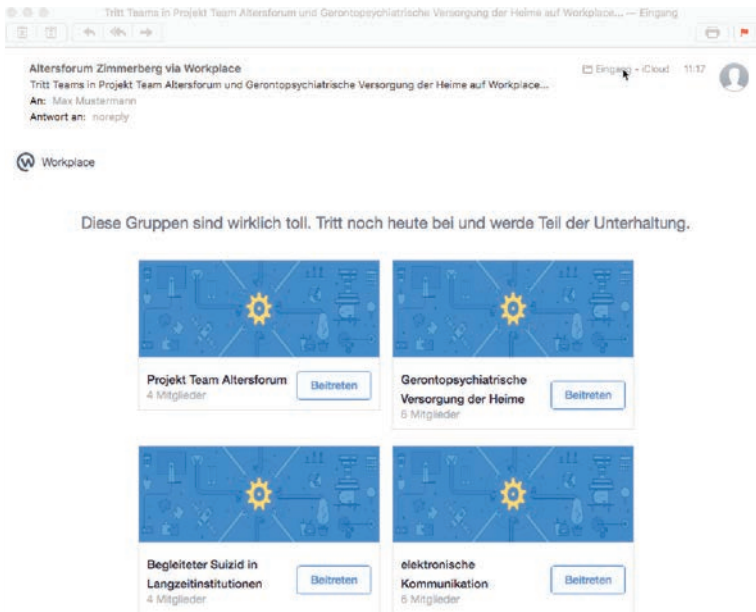 Tritt Teams in Projekt Team Altersforum und Gerontopsychiatrische Versorgung der Heime auf Workplace... — Eingang
Altersforum Zimmerberg via Workplace
Eingang – iCloud 11:17
Tritt Teams in Projekt Team Altersforum und Gerontopsychiatrische Versorgung der Heime auf Workplace...
An: Max Mustermann
Antwort an: noreply
Workplace
Diese Gruppen sind wirklich toll. Tritt noch heute bei und werde Teil der Unterhaltung.
Projekt Team Altersforum
4 Mitglieder
Beitreten
Gerontopsychiatrische
Versorgung der Heime
6 Mitglieder
Beitreten
Begleiteter Suizid in
Langzeitinstitutionen
4 Mitglieder
Beitreten
elektronische
Kommunikation
6 Mitglieder
Beitreten